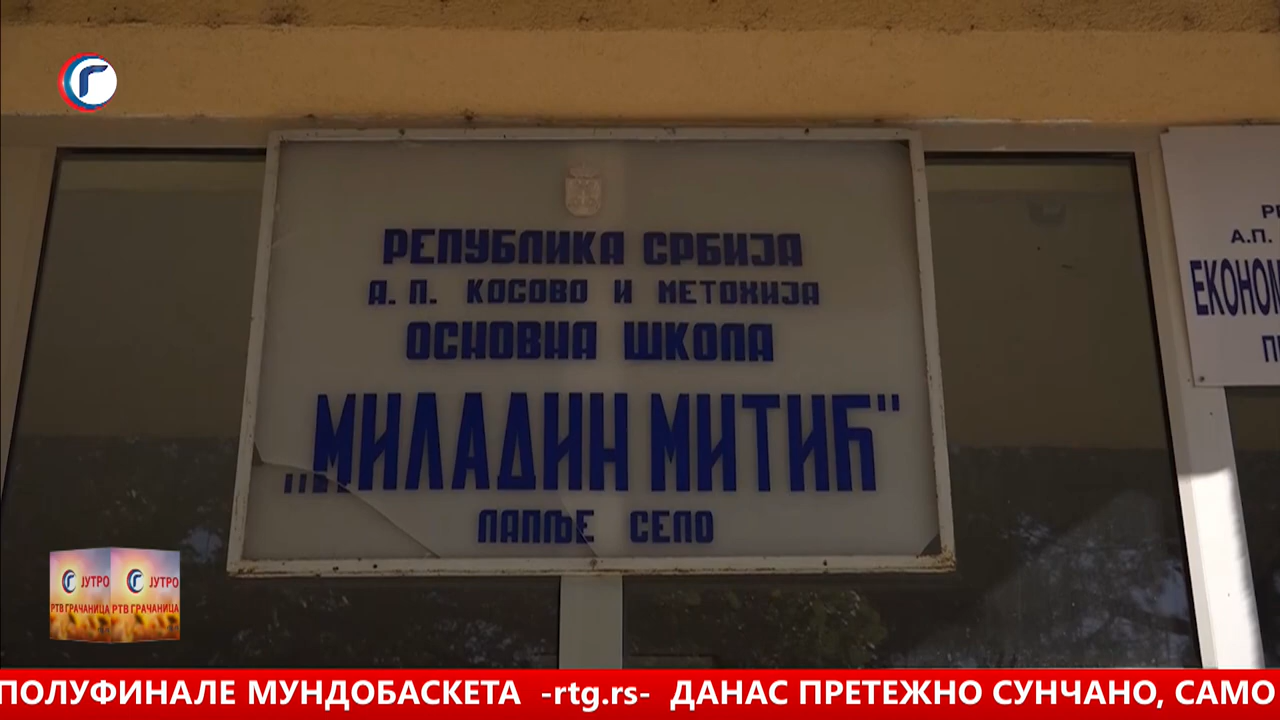 РЕПУБЛИКА СРБИЈА
А.П. КОСОВО И МЕТОХИЈА
ОСНОВНА ШКОЛА
„МИЛАДИН МИТИЋ"
ЛАПЉЕ СЕЛО
А.П.
ЈУТРО ЈУТРО
РТВ ГРАЧАНИЦА РТВ ГРАЧАНИЦА
ПОЛУФИНАЛЕ МУНДОБАСКЕТА -rtg.rs- ДАНАС ПРЕТЕЖНО СУНЧАНО, САМО